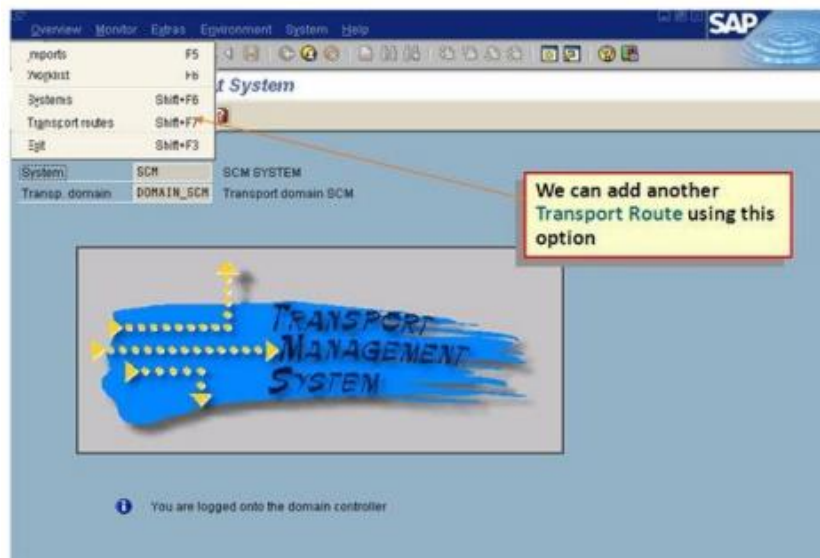 Overview Monitor Extras Environment System Help
SAP
Imports F5
Worklist F6
Systems Shift+F6
Transport routes Shift+F7
Exit Shift+F3
t System
System SCM SCM SYSTEM
Transp. domain DOMAIN_SCM Transport domain SCM
We can add another
Transport Route using this
option
TRANSPORT
MANAGEMENT
SYSTEM
You are logged onto the domain controller